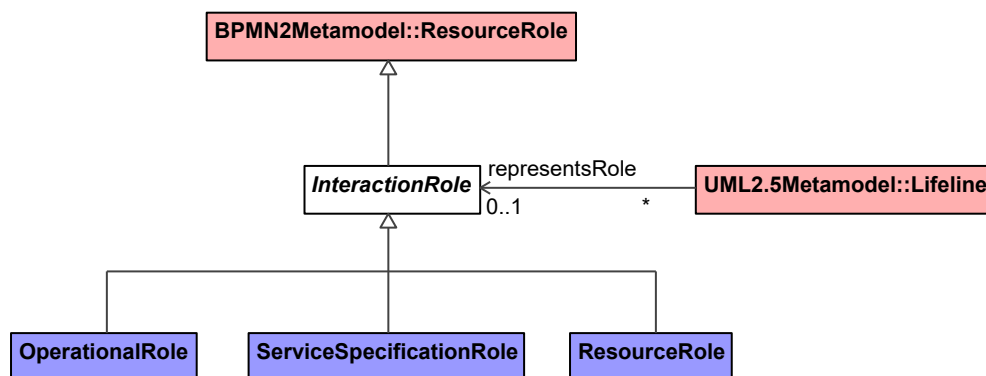 BPMN2Metamodel::ResourceRole
representsRole
InteractionRole
UML2.5Metamodel::Lifeline
0..1
*
OperationalRole
ServiceSpecificationRole
ResourceRole